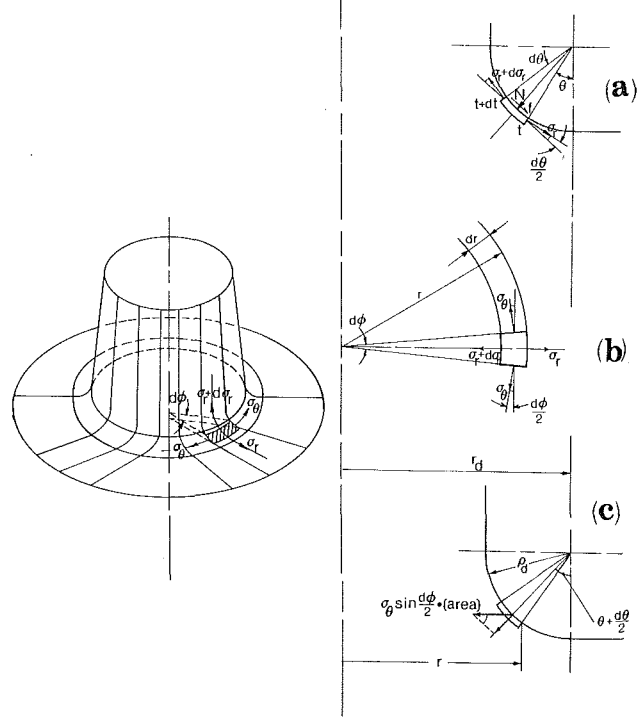 dθ
θ
(a)
σr+dσr
t+dt
N
t
σr
dθ/2
dr
r
dϕ
σθ
(b)
σr+dσ
σr
σθ
dϕ/2
dϕ
σr+dσr
σθ
σθ
σr
rd
(c)
ρd
σθ sin dϕ/2 •(area)
θ+dθ/2
r